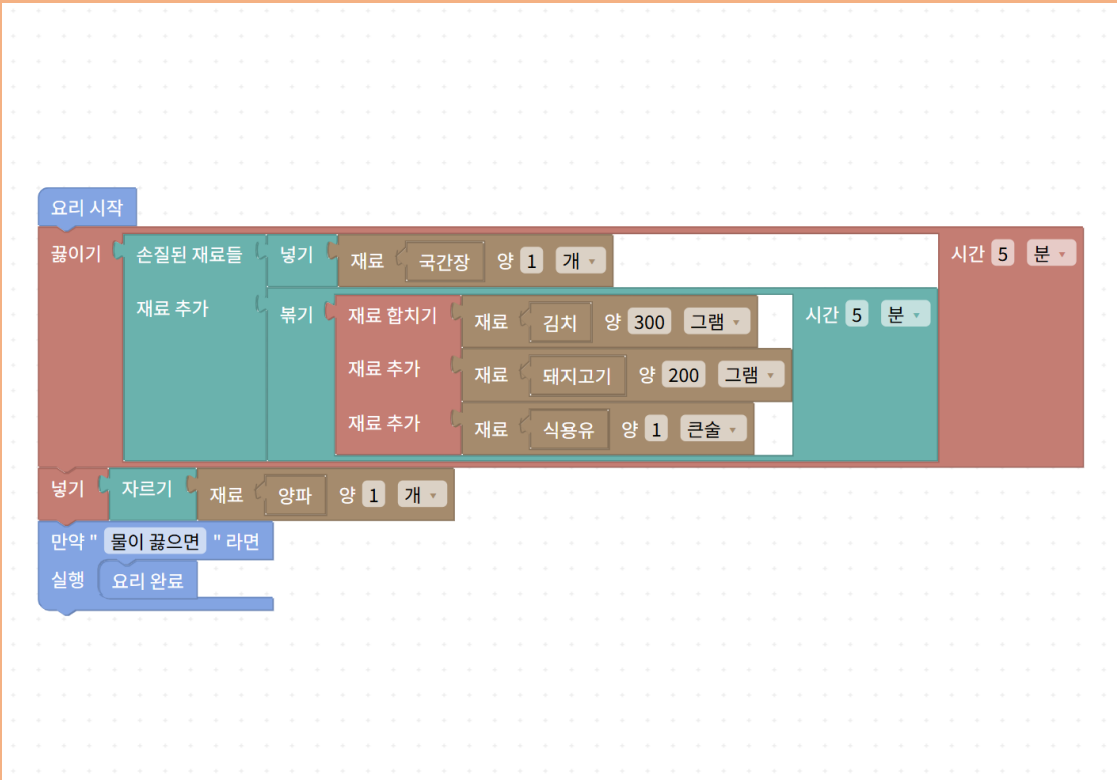 요리 시작
끓이기 손질된 재료들 넣기 재료 국간장 양 1 개 시간 5 분
재료 추가 볶기 재료 합치기 재료 김치 양 300 그램 시간 5 분
재료 추가 재료 돼지고기 양 200 그램
재료 추가 재료 식용유 양 1 큰술
넣기 자르기 재료 양파 양 1 개
만약 " 물이 끓으면 " 라면
실행 요리 완료